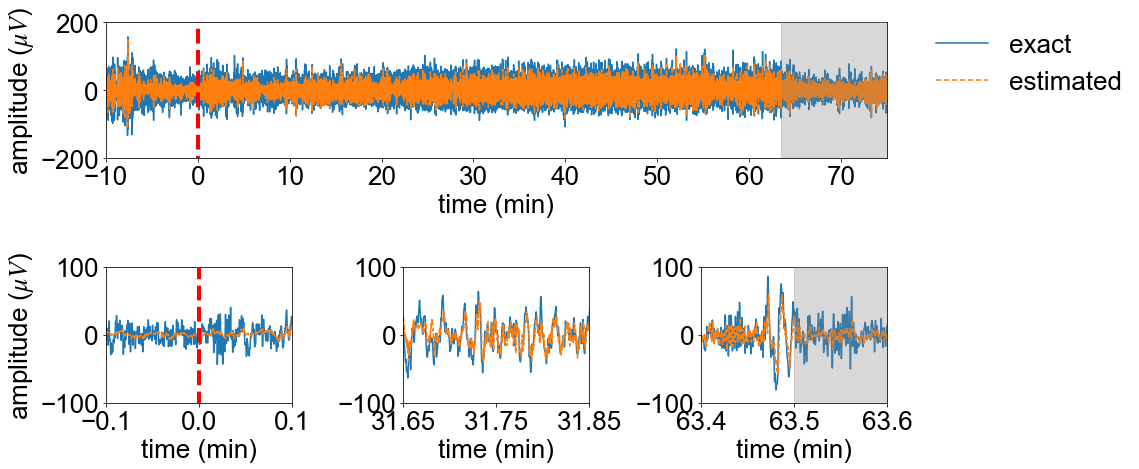 amplitude (μV)
200
0
−200
−10 0 10 20 30 40 50 60 70
time (min)
exact
estimated
amplitude (μV)
100
0
−100
−0.1 0.0 0.1
time (min)
100
0
−100
31.65 31.75 31.85
time (min)
100
0
−100
63.4 63.5 63.6
time (min)